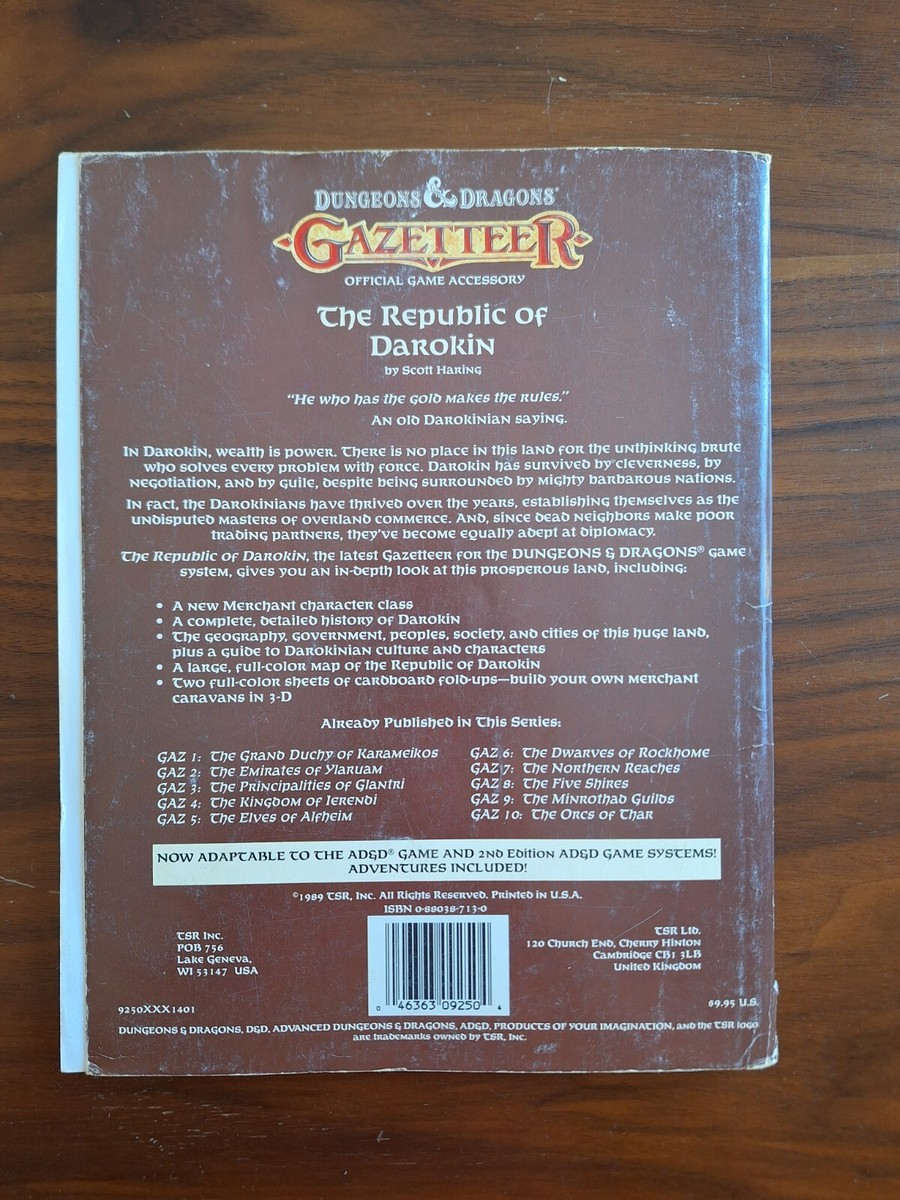 DUNGEONS & DRAGONS®
GAZETTEER
OFFICIAL GAME ACCESSORY
The Republic of
Darokin
by Scott Haring
"He who has the gold makes the rules."
An old Darokinian saying.
In Darokin, wealth is power. There is no place in this land for the unthinking brute
who solves every problem with force. Darokin has survived by cleverness, by
negotiation, and by guile, despite being surrounded by mighty barbarous nations.
In fact, the Darokinians have thrived over the years, establishing themselves as the
undisputed masters of overland commerce. And, since dead neighbors make poor
trading partners, they've become equally adept at diplomacy.
The Republic of Darokin, the latest Gazetteer for the DUNGEONS & DRAGONS® game
system, gives you an in-depth look at this prosperous land, including:
• A new Merchant character class
• A complete, detailed history of Darokin
• The geography, government, peoples, society, and cities of this huge land,
plus a guide to Darokinian culture and characters
• A large, full-color map of the Republic of Darokin
• Two full-color sheets of cardboard fold-ups—build your own merchant
caravans in 3-D
Already Published in This Series:
GAZ 1: The Grand Duchy of Karameikos
GAZ 2: The Emirates of Ylaruam
GAZ 3: The Principalities of Glantri
GAZ 4: The Kingdom of Ierendi
GAZ 5: The Elves of Alfheim
GAZ 6: The Dwarves of Rockhome
GAZ 7: The Northern Reaches
GAZ 8: The Five Shires
GAZ 9: The Minrothad Guilds
GAZ 10: The Orcs of Thar
NOW ADAPTABLE TO THE AD&D® GAME AND 2nd Edition AD&D GAME SYSTEMS!
ADVENTURES INCLUDED!
©1989 TSR, Inc. All Rights Reserved. Printed in U.S.A.
ISBN 0-88038-713-0
TSR Inc.
POB 756
Lake Geneva,
WI 53147 USA
TSR Ltd.
120 Church End, Cherry Hinton
Cambridge CB1 3LB
United Kingdom
0 46363 09250 4
9250XXX1401
$9.95 U.S.
DUNGEONS & DRAGONS, D&D, ADVANCED DUNGEONS & DRAGONS, AD&D, PRODUCTS OF YOUR IMAGINATION, and the TSR logo
are trademarks owned by TSR, Inc.